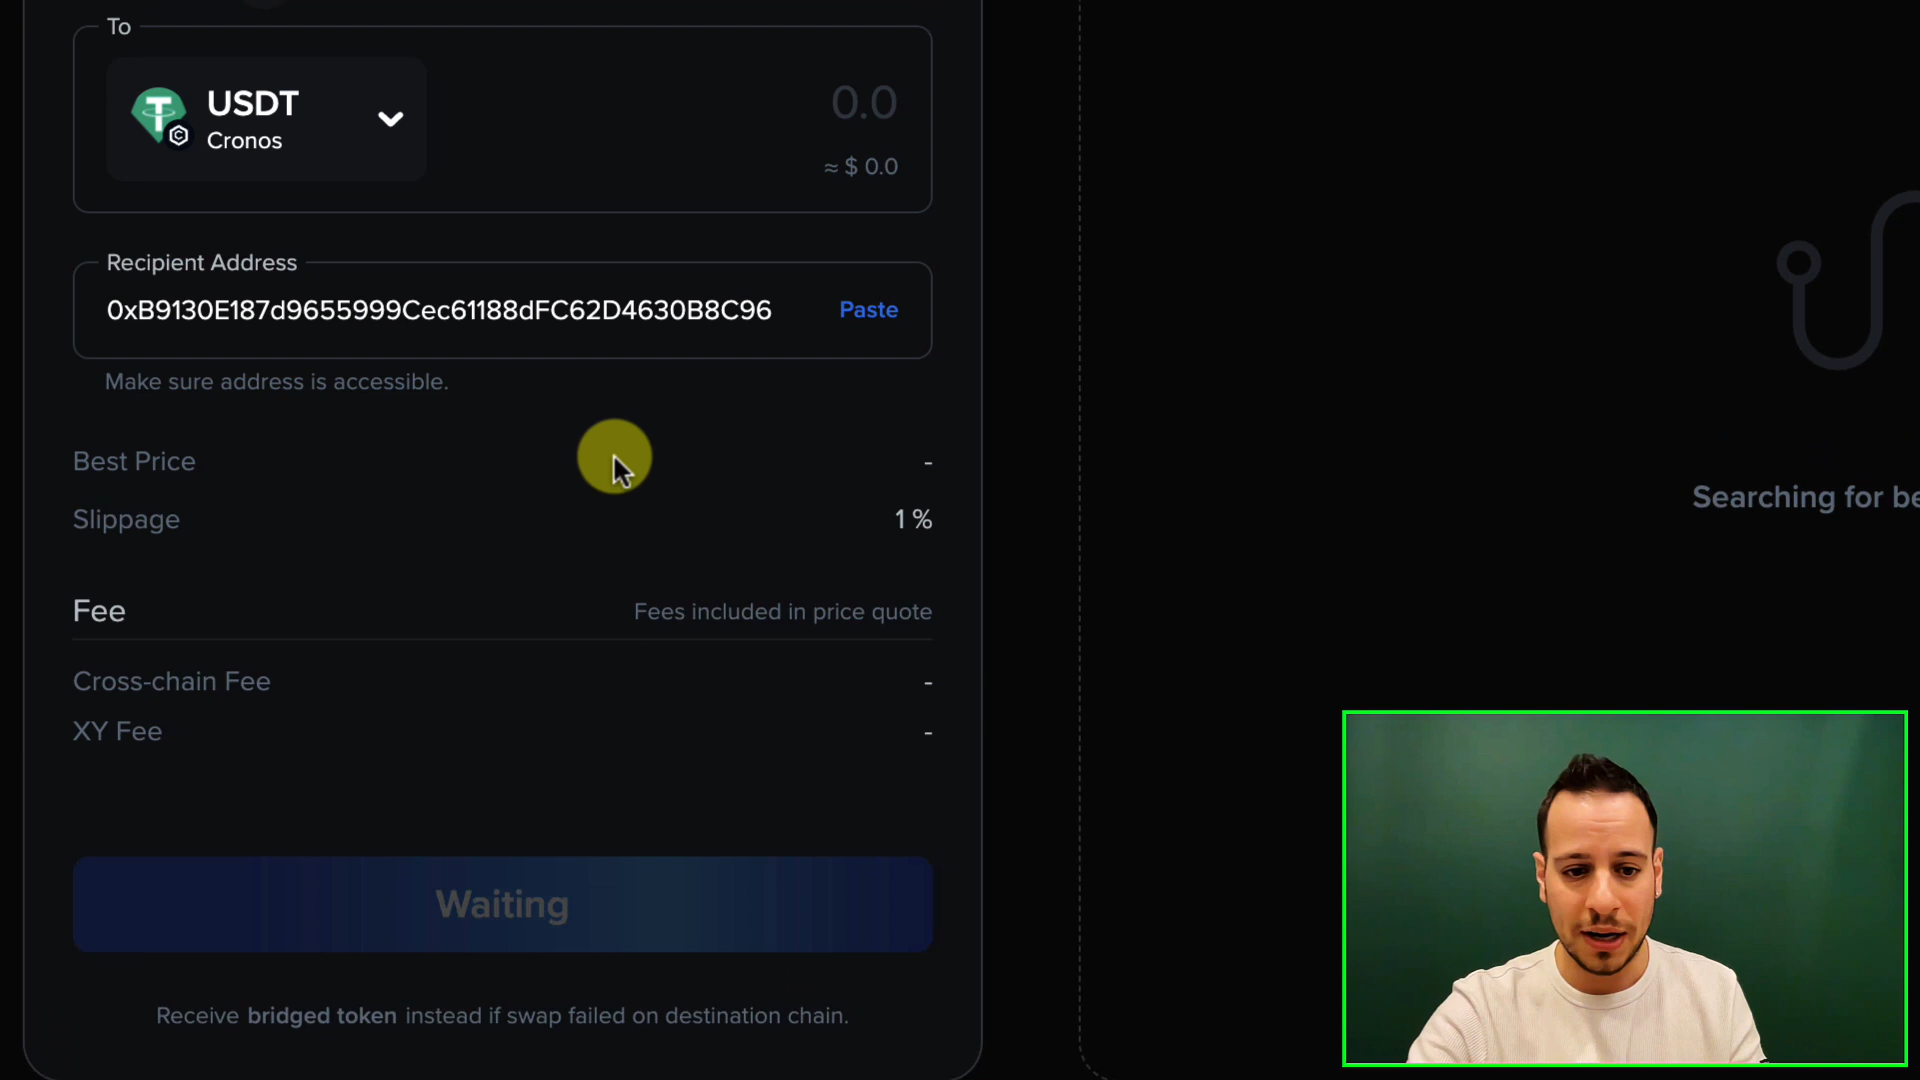 To
USDT
Cronos
0.0
≈ $ 0.0
Recipient Address
0xB9130E187d9655999Cec61188dFC62D4630B8C96
Paste
Make sure address is accessible.
Best Price -
Slippage 1 %
Fee Fees included in price quote
Cross-chain Fee -
XY Fee -
Waiting
Receive bridged token instead if swap failed on destination chain.
Searching for be